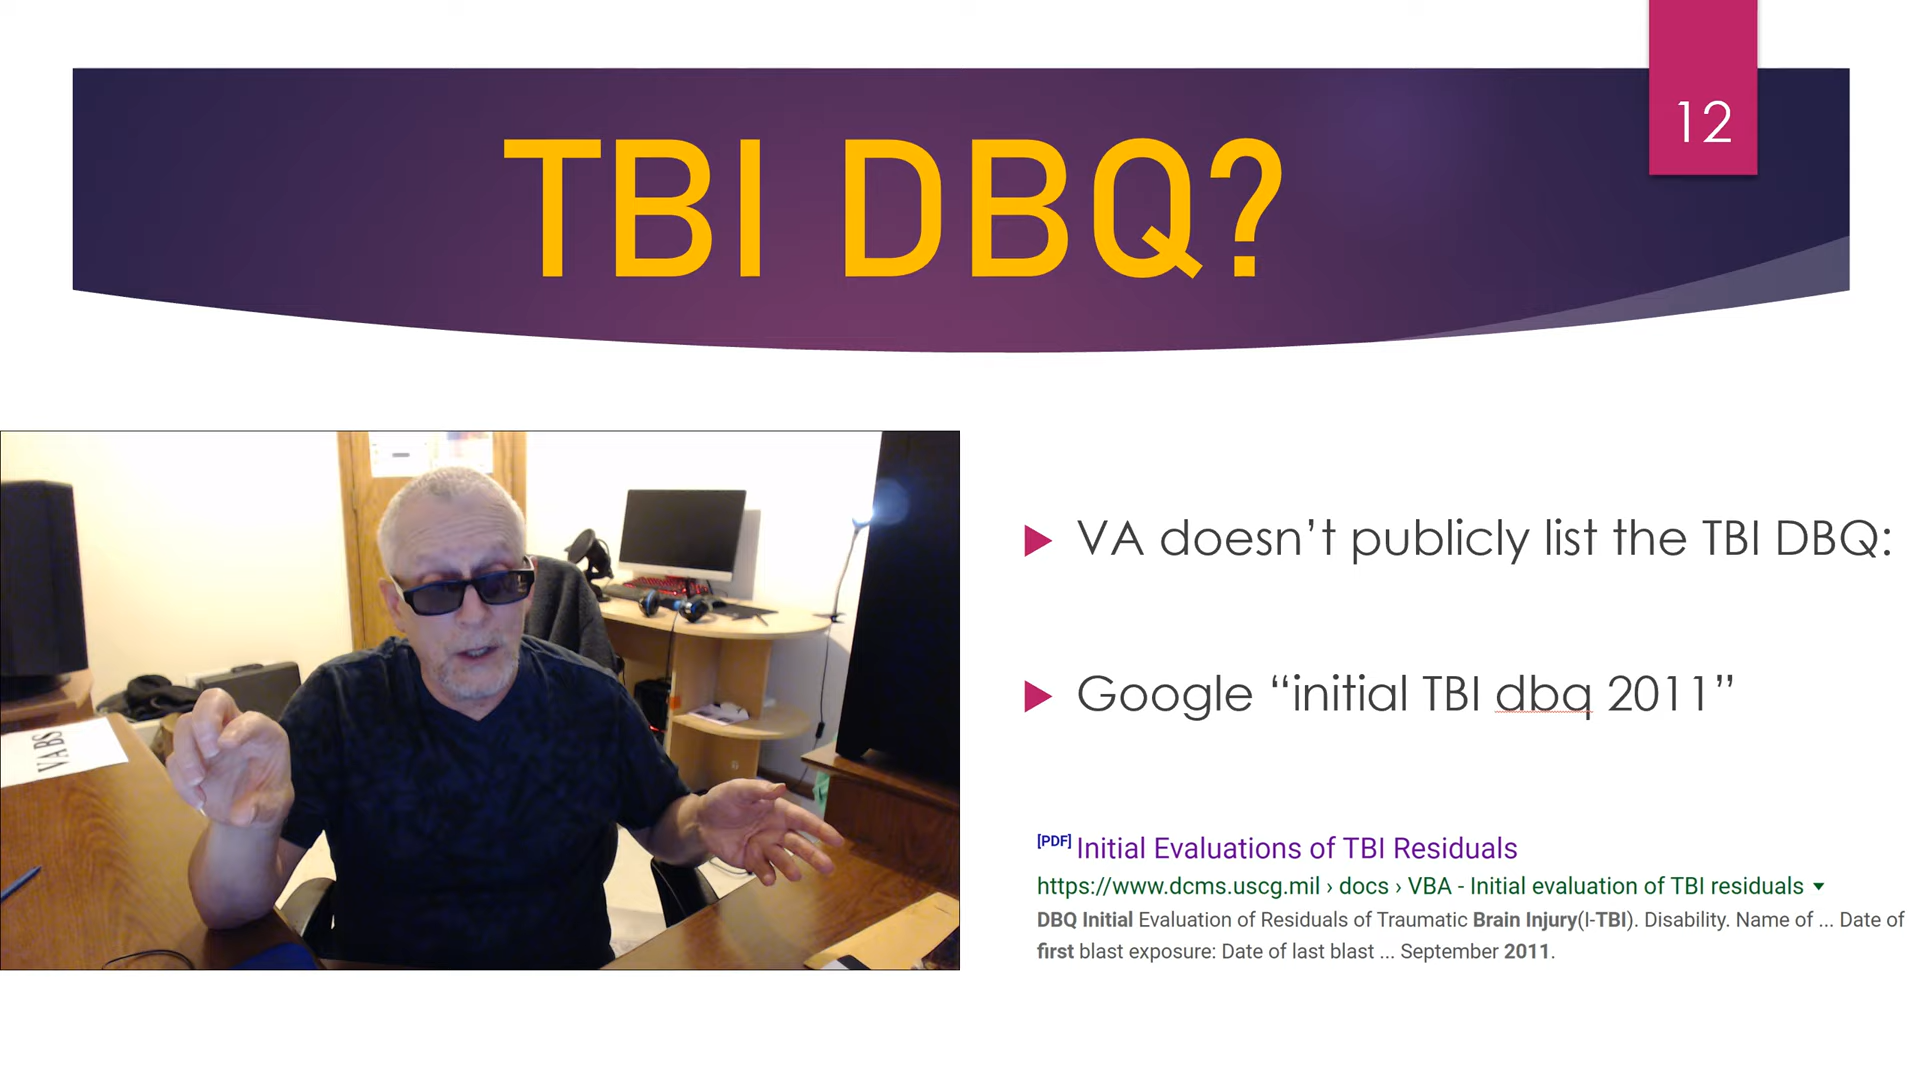 12
TBI DBQ?
VA BS
VA doesn’t publicly list the TBI DBQ:
Google “initial TBI dbq 2011”
[PDF] Initial Evaluations of TBI Residuals
https://www.dcms.uscg.mil › docs › VBA - Initial evaluation of TBI residuals
DBQ Initial Evaluation of Residuals of Traumatic Brain Injury(I-TBI). Disability. Name of ... Date of
first blast exposure: Date of last blast ... September 2011.